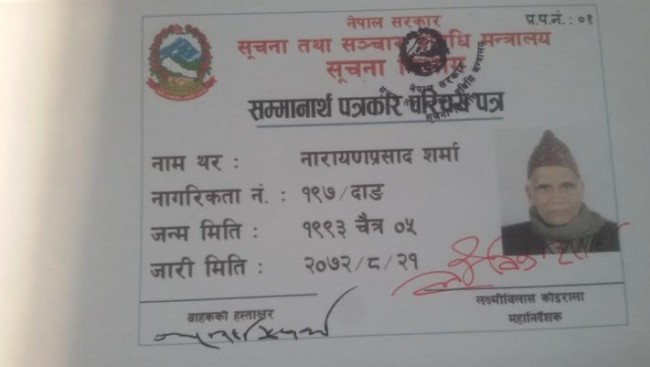 नेपाल सरकार
प्र.प.नं. : ०१
सूचना तथा सञ्चार मन्त्रालय
सूचना
सम्मानार्थ पत्रकार परिचय पत्र
नाम थर : नारायणप्रसाद शर्मा
नागरिकता नं. : १९७/दाङ
जन्म मिति : १९९३ चैत्र ०५
जारी मिति : २०७२/८/२१
ग्राहकको हस्ताक्षर
लक्ष्मीविलास कोइराला
महानिर्देशक